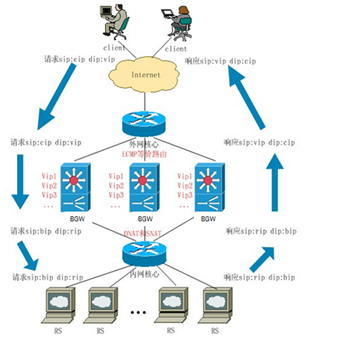 client
client
请求sip:cip dip:vip
响应sip:vip dip:cip
Internet
外网核心
ECMP等价路由
请求sip:cip dip:vip
响应sip:vip dip:cip
Vip1
Vip2
Vip3
...
Vip1
Vip2
Vip3
...
Vip1
Vip2
Vip3
...
BGW
BGW
BGW
DNAT和SNAT
请求sip:bip dip:rip
响应sip:rip dip:bip
内网核心
请求sip:bip dip:rip
响应sip:rip dip:bip
RS
RS
RS
RS